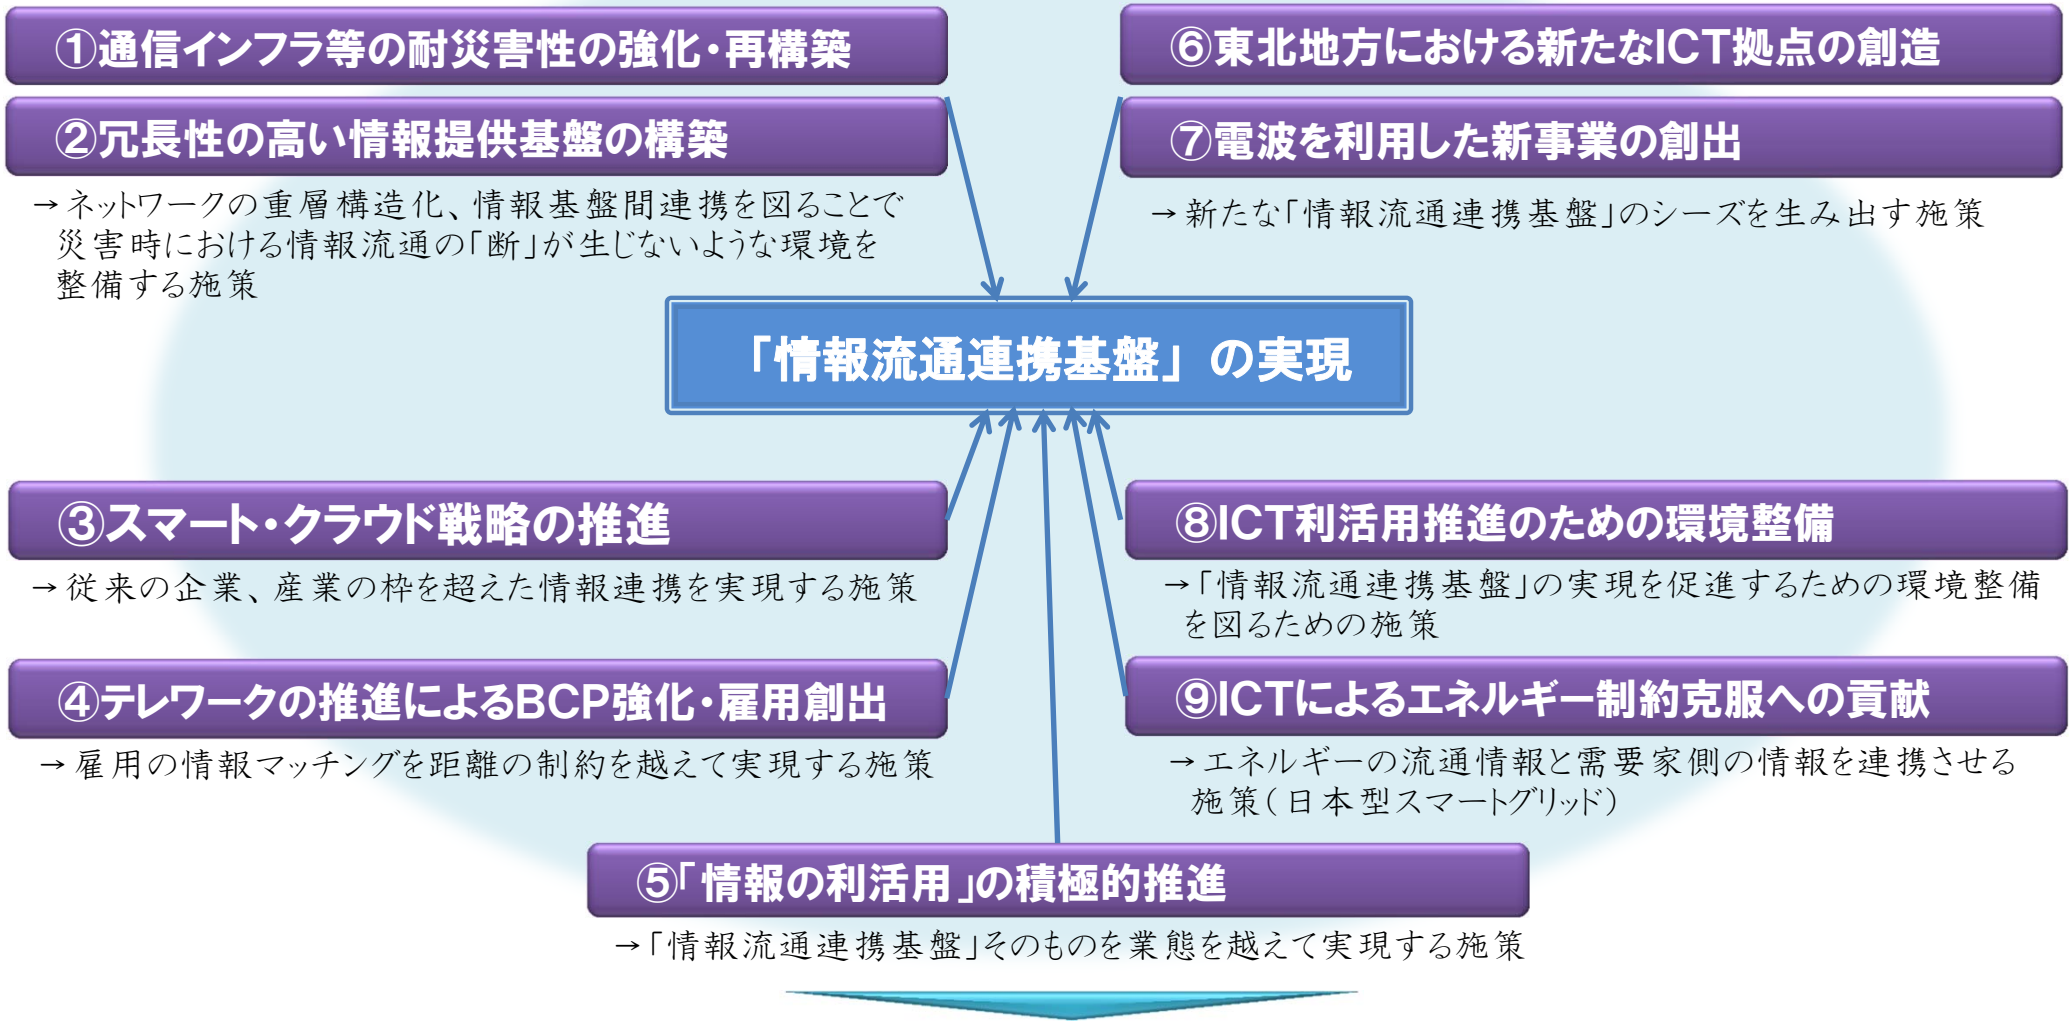 ①通信インフラ等の耐災害性の強化・再構築
②冗長性の高い情報提供基盤の構築
→ネットワークの重層構造化、情報基盤間連携を図ることで
災害時における情報流通の「断」が生じないような環境を
整備する施策
⑥東北地方における新たなICT拠点の創造
⑦電波を利用した新事業の創出
→新たな「情報流通連携基盤」のシーズを生み出す施策
「情報流通連携基盤」の実現
③スマート・クラウド戦略の推進
→従来の企業、産業の枠を超えた情報連携を実現する施策
④テレワークの推進によるBCP強化・雇用創出
→雇用の情報マッチングを距離の制約を越えて実現する施策
⑧ICT利活用推進のための環境整備
→「情報流通連携基盤」の実現を促進するための環境整備
を図るための施策
⑨ICTによるエネルギー制約克服への貢献
→エネルギーの流通情報と需要家側の情報を連携させる
施策(日本型スマートグリッド)
⑤「情報の利活用」の積極的推進
→「情報流通連携基盤」そのものを業態を越えて実現する施策